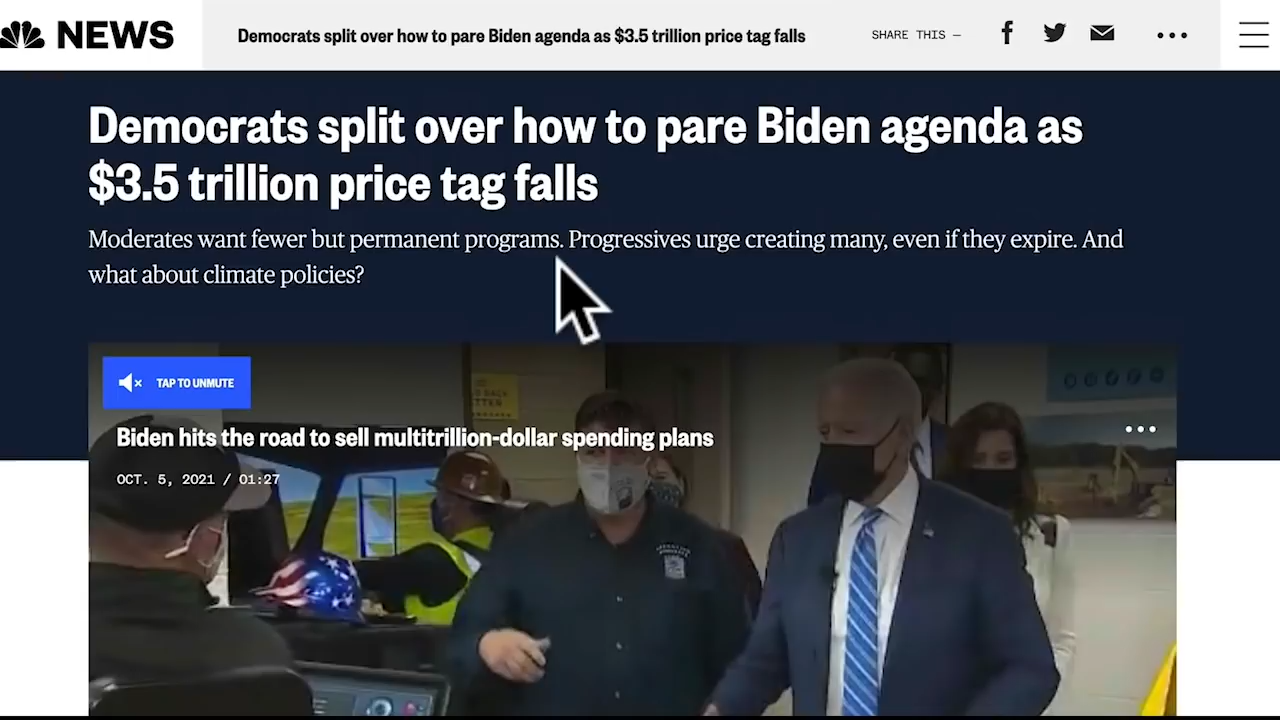 NEWS
Democrats split over how to pare Biden agenda as $3.5 trillion price tag falls
SHARE THIS —
Democrats split over how to pare Biden agenda as
$3.5 trillion price tag falls
Moderates want fewer but permanent programs. Progressives urge creating many, even if they expire. And
what about climate policies?
TAP TO UNMUTE
Biden hits the road to sell multitrillion-dollar spending plans
OCT. 5, 2021 / 01:27